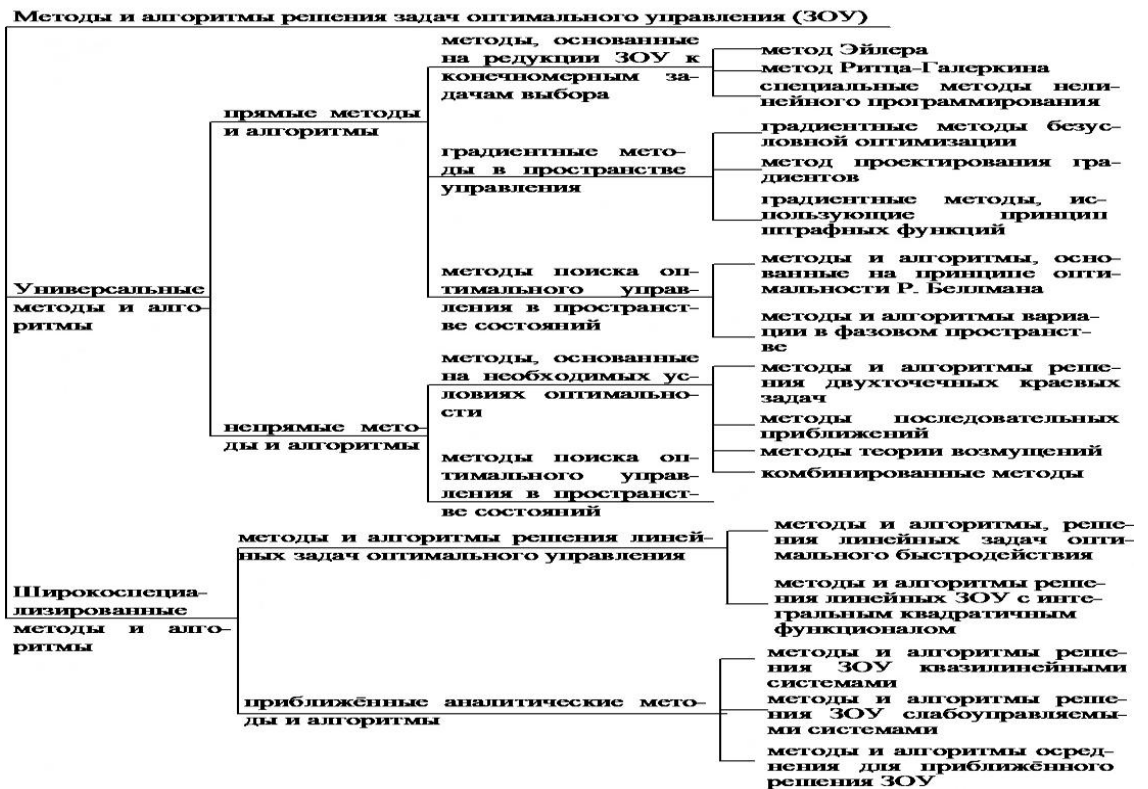 Методы и алгоритмы решения задач оптимального управления (ЗОУ)
Универсальные
методы и алго-
ритмы
прямые методы
и алгоритмы
методы, основанные
на редукции ЗОУ к
конечномерным за-
дачам выбора
метод Эйлера
метод Ритца-Галеркина
специальные методы нели-
нейного программирования
градиентные мето-
ды в пространстве
управления
градиентные методы безус-
ловной оптимизации
метод проектирования гра-
диентов
градиентные методы, ис-
пользующие принцип
штрафных функций
методы поиска оп-
тимального управ-
ления в пространст-
ве состояний
методы и алгоритмы, осно-
ванные на принципе опти-
мальности Р. Беллмана
методы и алгоритмы вариа-
ции в фазовом пространст-
ве
непрямые мето-
ды и алгоритмы
методы, основанные
на необходимых ус-
ловиях оптимально-
сти
методы и алгоритмы реше-
ния двухточечных краевых
задач
методы последовательных
приближений
методы теории возмущений
комбинированные методы
методы поиска оп-
тимального управ-
ления в пространст-
ве состояний
Широкоспециа-
лизированные
методы и алго-
ритмы
методы и алгоритмы решения линей-
ных задач оптимального управления
методы и алгоритмы, реше-
ния линейных задач опти-
мального быстродействия
методы и алгоритмы реше-
ния линейных ЗОУ с инте-
гральным квадратичным
функционалом
приближённые аналитические мето-
ды и алгоритмы
методы и алгоритмы реше-
ния ЗОУ квазилинейными
системами
методы и алгоритмы реше-
ния ЗОУ слабоуправляемы-
ми системами
методы и алгоритмы осред-
нения для приближённого
решения ЗОУ